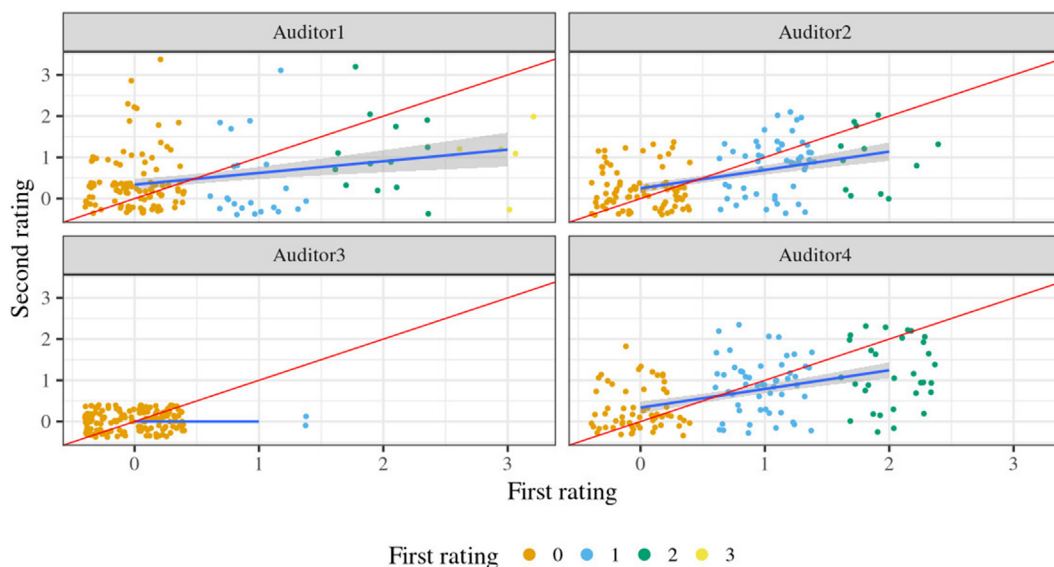 Auditor1
Auditor2
3
2
1
0
Auditor3
Auditor4
3
2
1
0
Second rating
0 1 2 3
0 1 2 3
First rating
First rating 0 1 2 3